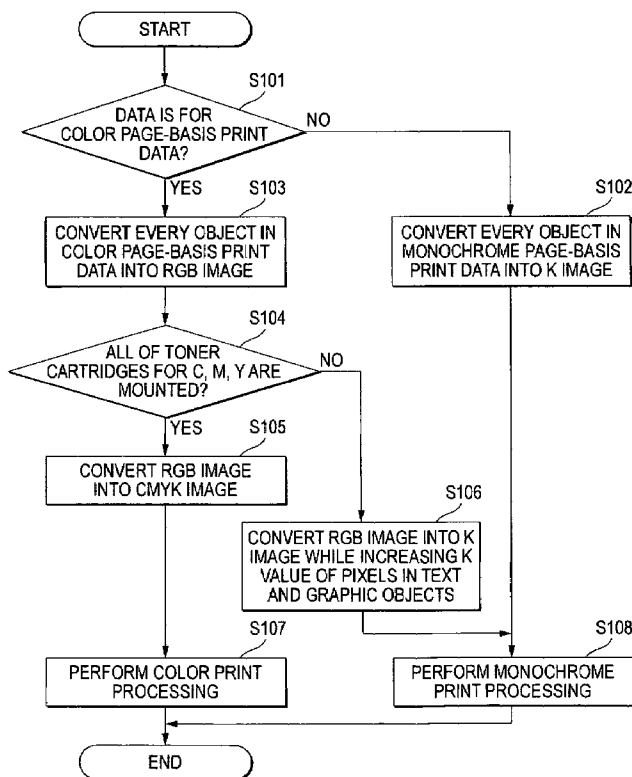 START
S101
DATA IS FOR
COLOR PAGE-BASIS PRINT
DATA?
NO
YES
S103
CONVERT EVERY OBJECT IN
COLOR PAGE-BASIS PRINT
DATA INTO RGB IMAGE
S102
CONVERT EVERY OBJECT IN
MONOCHROME PAGE-BASIS
PRINT DATA INTO K IMAGE
S104
ALL OF TONER
CARTRIDGES FOR C, M, Y ARE
MOUNTED?
NO
YES
S105
CONVERT RGB IMAGE
INTO CMYK IMAGE
S106
CONVERT RGB IMAGE INTO K
IMAGE WHILE INCREASING K
VALUE OF PIXELS IN TEXT
AND GRAPHIC OBJECTS
S107
PERFORM COLOR PRINT
PROCESSING
S108
PERFORM MONOCHROME
PRINT PROCESSING
END